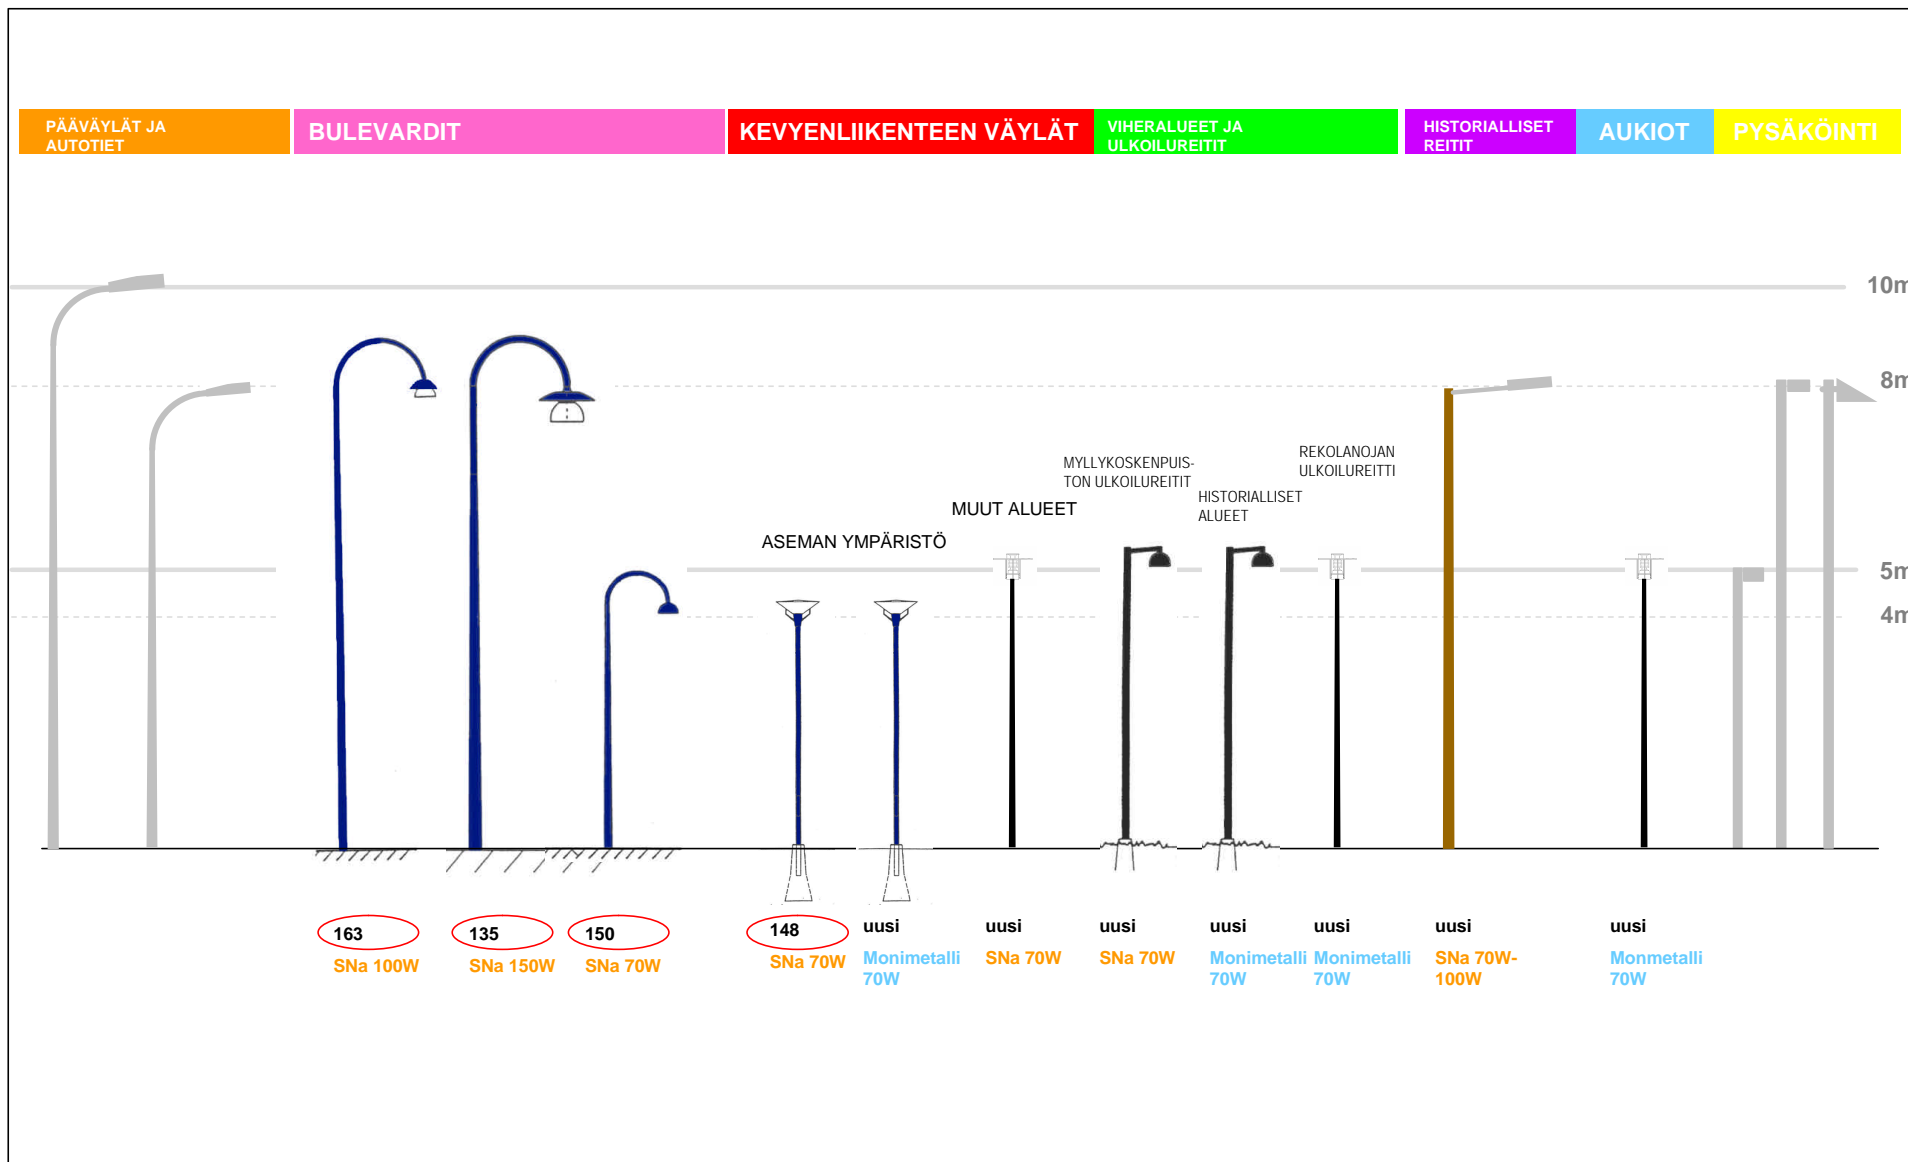 PÄÄVÄYLÄT JA
AUTOTIET
BULEVARDIT
KEVYENLIIKENTEEN VÄYLÄT
VIHERALUEET JA
ULKOILUREITIT
HISTORIALLISET
REITIT
AUKIOT
PYSÄKÖINTI
10m
8m
5m
4m
ASEMAN YMPÄRISTÖ
MUUT ALUEET
MYLLYKOSKENPUIS-
TON ULKOILUREITIT
HISTORIALLISET
ALUEET
REKOLANOJAN
ULKOILUREITTI
163
SNa 100W
135
SNa 150W
150
SNa 70W
148
SNa 70W
uusi
Monimetalli
70W
uusi
SNa 70W
uusi
SNa 70W
uusi
Monimetalli
70W
uusi
Monimetalli
70W
uusi
SNa 70W-
100W
uusi
Monmetalli
70W